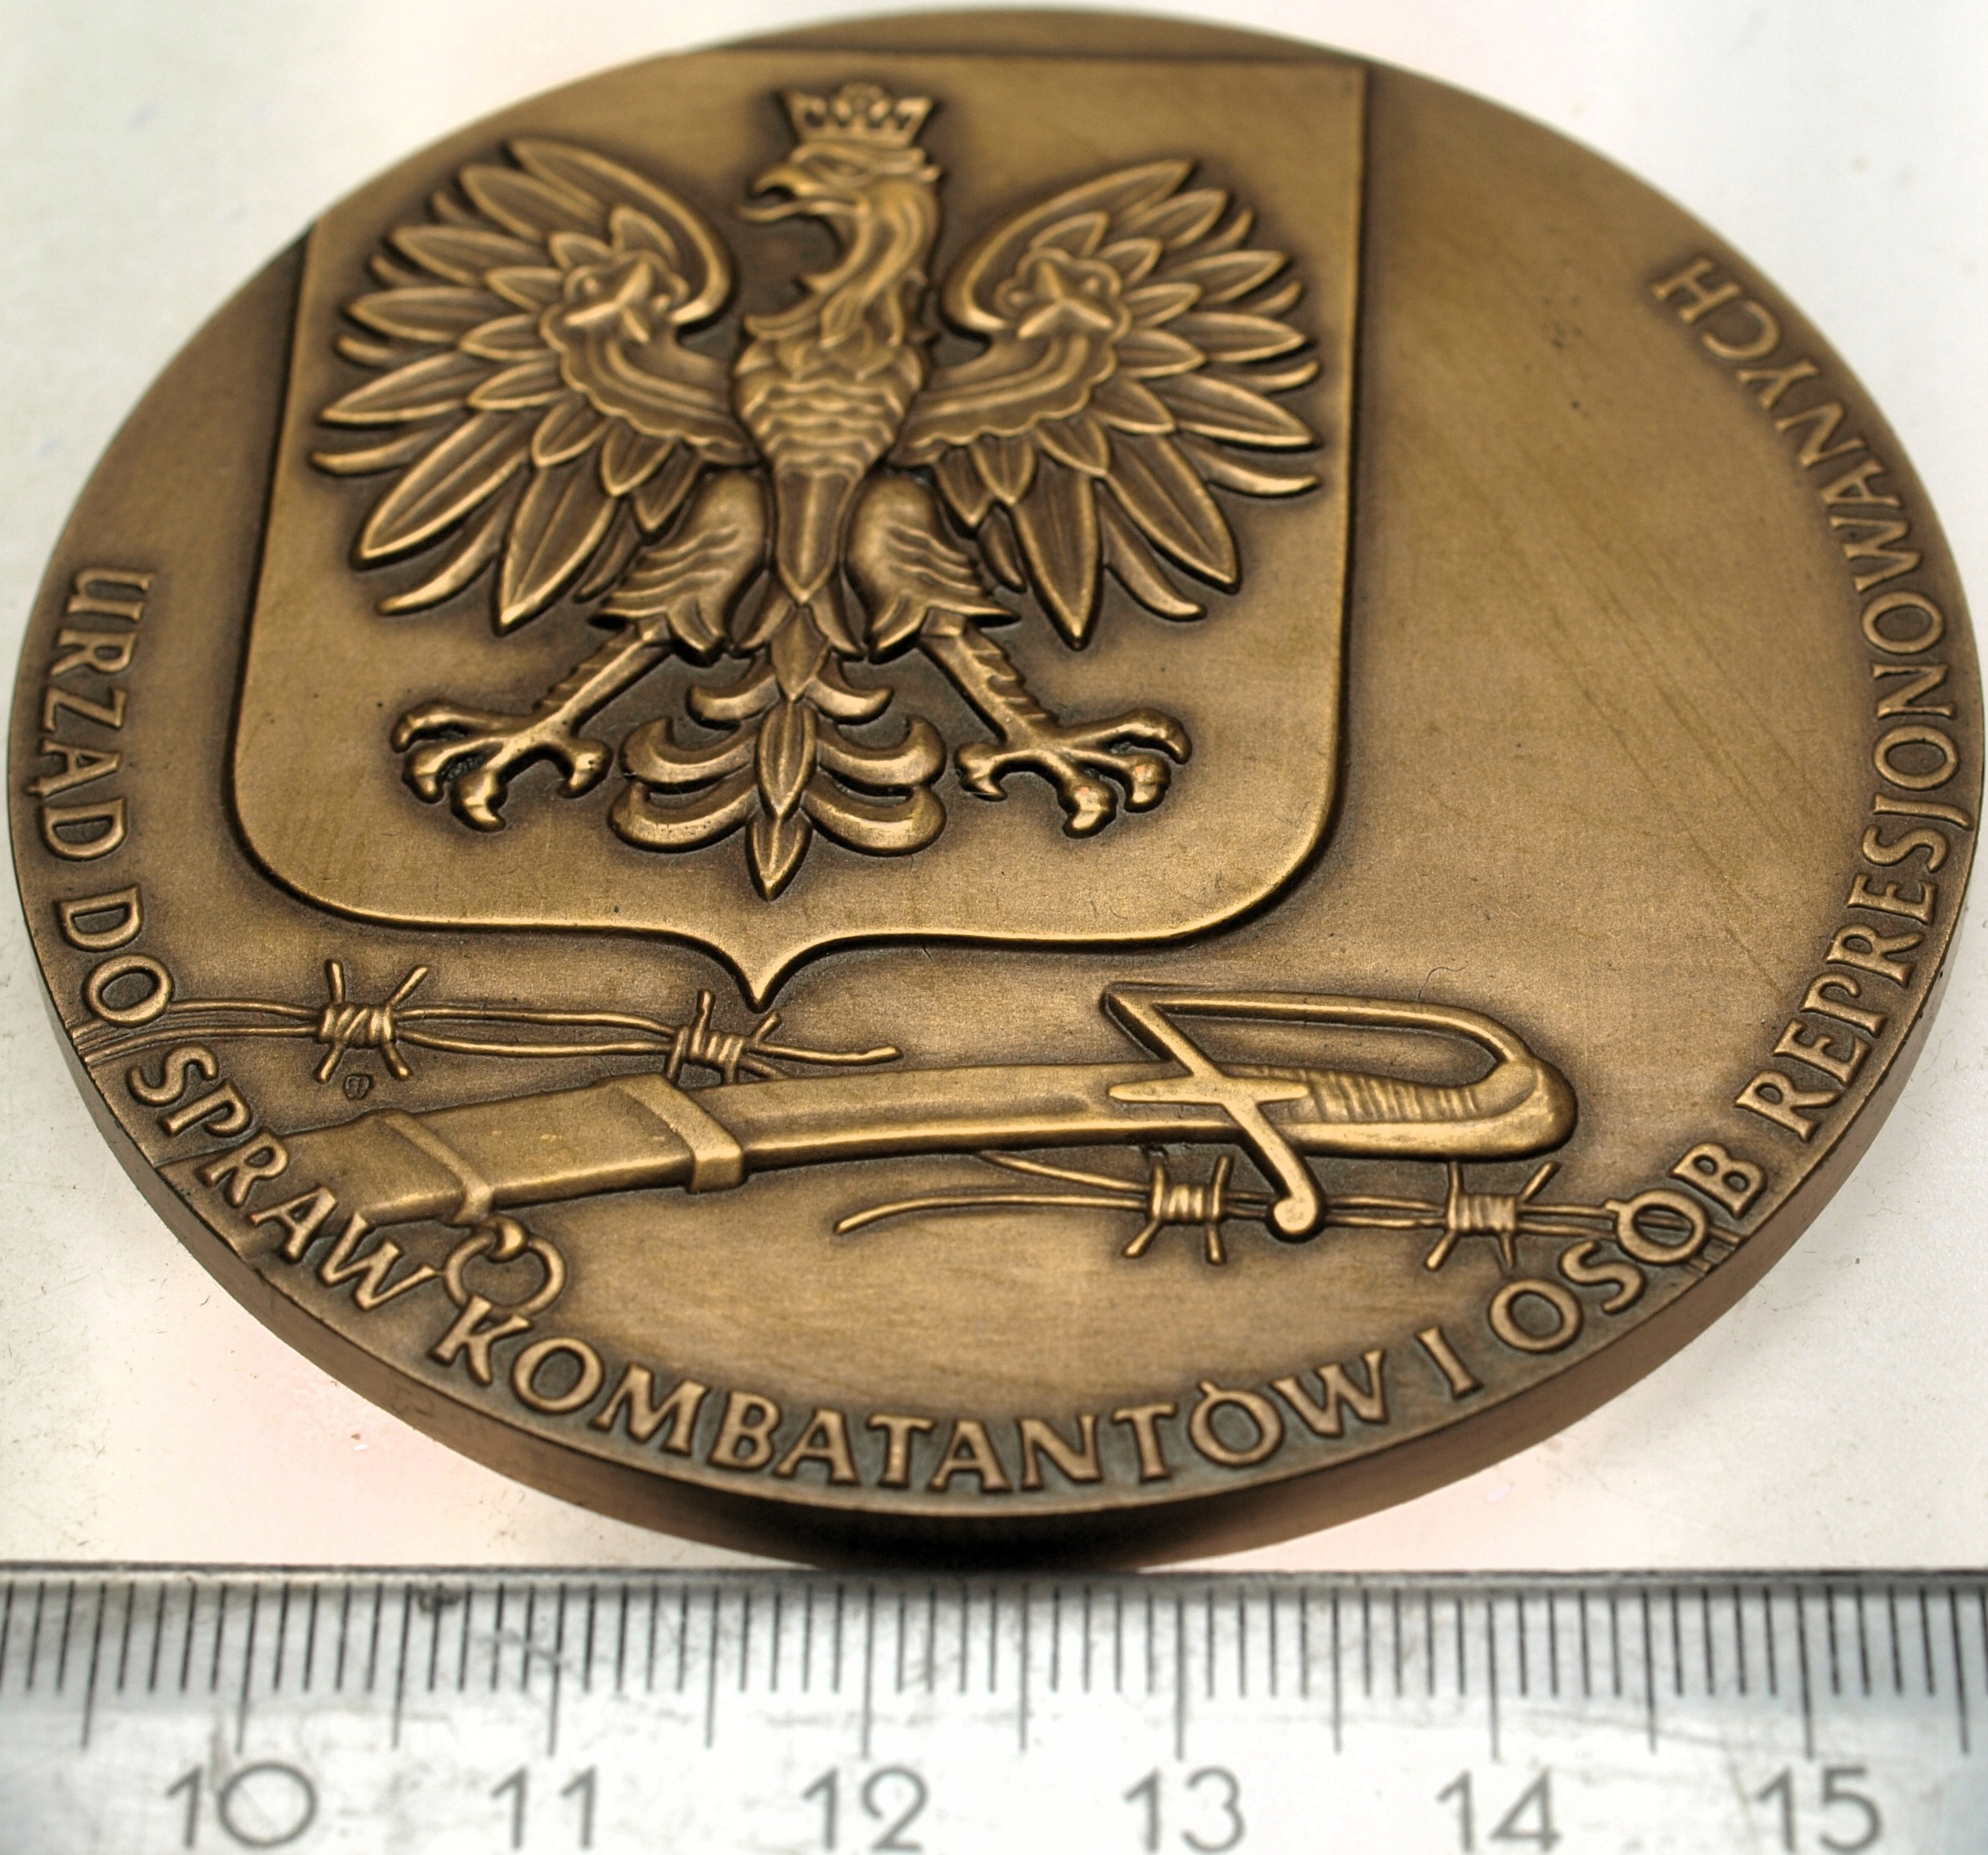 URZĄD DO SPRAW KOMBATANTÓW I OSÓB REPRESJONOWANYCH
10 11 12 13 14 15